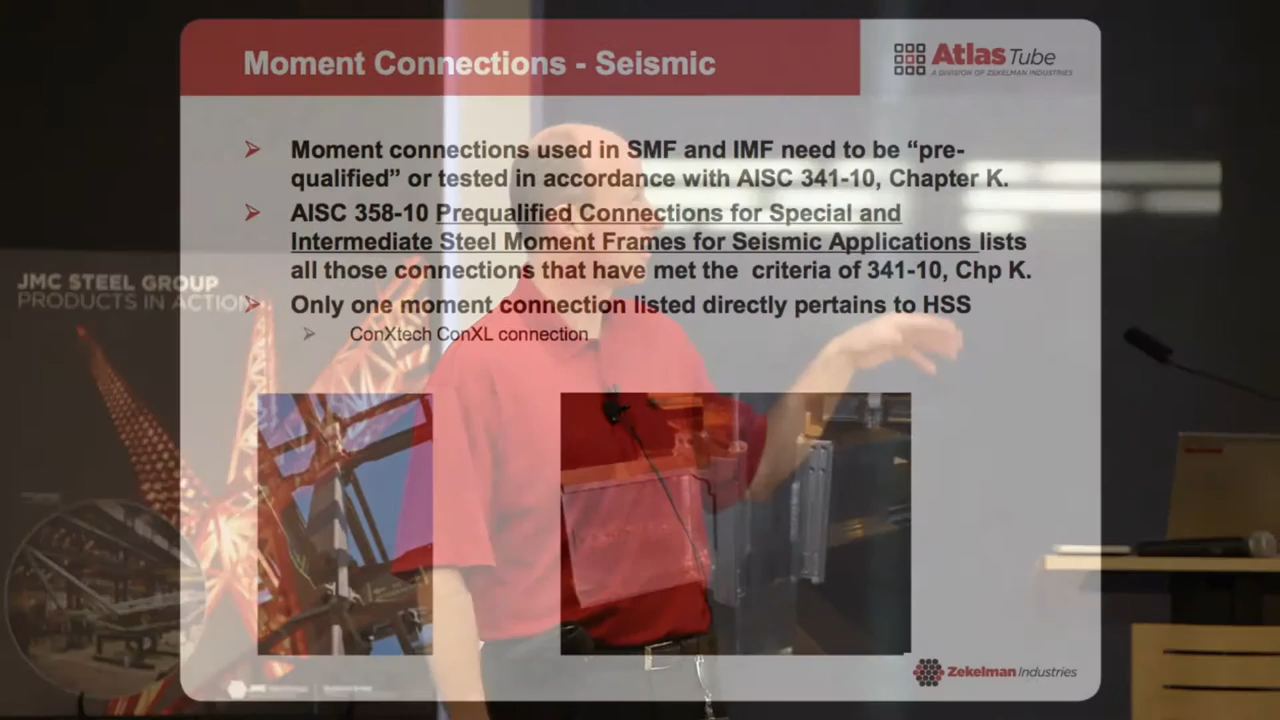 Moment Connections - Seismic
Atlas Tube
A DIVISION OF ZEKELMAN INDUSTRIES
Moment connections used in SMF and IMF need to be “pre-
qualified” or tested in accordance with AISC 341-10, Chapter K.
AISC 358-10 Prequalified Connections for Special and
Intermediate Steel Moment Frames for Seismic Applications lists
all those connections that have met the criteria of 341-10, Chp K.
Only one moment connection listed directly pertains to HSS
ConXtech ConXL connection
JMC STEEL GROUP
PRODUCTS IN ACTION
Zekelman Industries